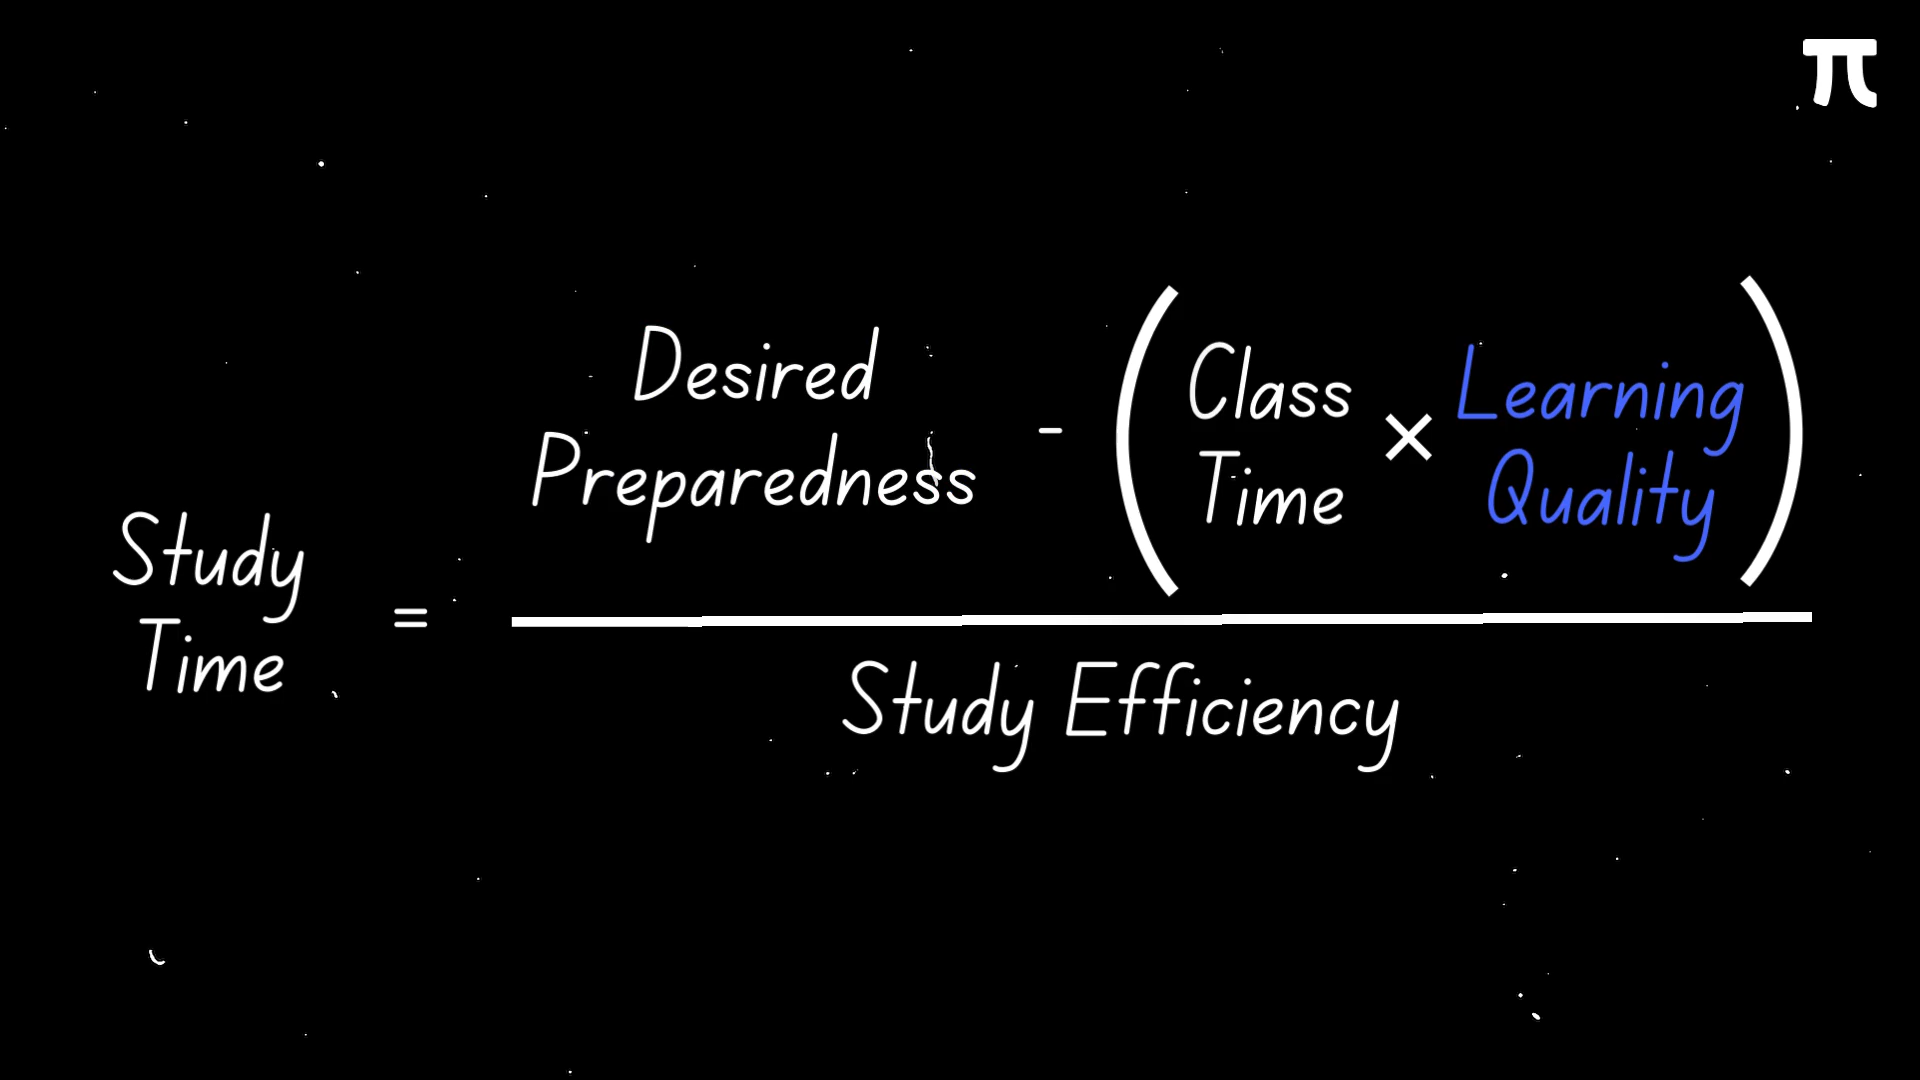 π
Study
Time
=
Desired
Preparedness
-
(
Class
Time
×
Learning
Quality
)
Study Efficiency